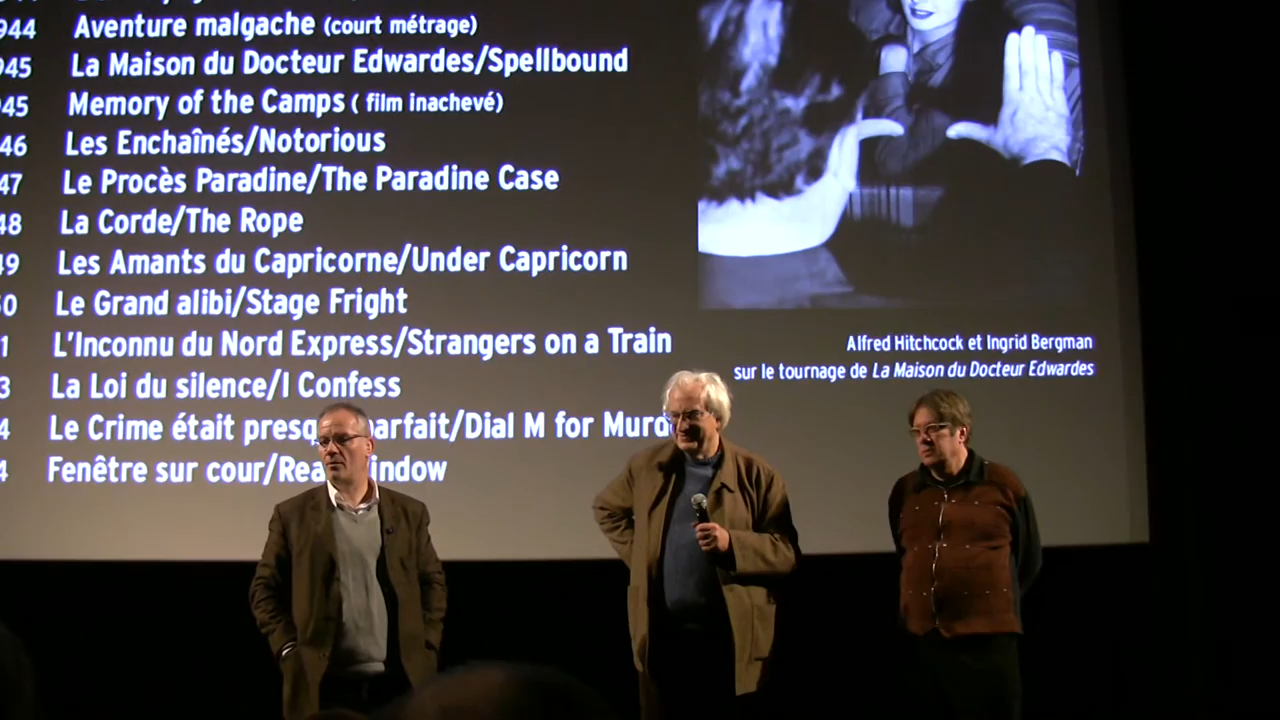 944 Aventure malgache (court métrage)
945 La Maison du Docteur Edwardes/Spellbound
945 Memory of the Camps ( film inachevé)
46 Les Enchaînés/Notorious
47 Le Procès Paradine/The Paradine Case
48 La Corde/The Rope
49 Les Amants du Capricorne/Under Capricorn
50 Le Grand alibi/Stage Fright
1 L'Inconnu du Nord Express/Strangers on a Train
3 La Loi du silence/I Confess
4 Le Crime était presq arfait/Dial M for Murd
4 Fenêtre sur cour/Rea Window
Alfred Hitchcock et Ingrid Bergman
sur le tournage de La Maison du Docteur Edwardes